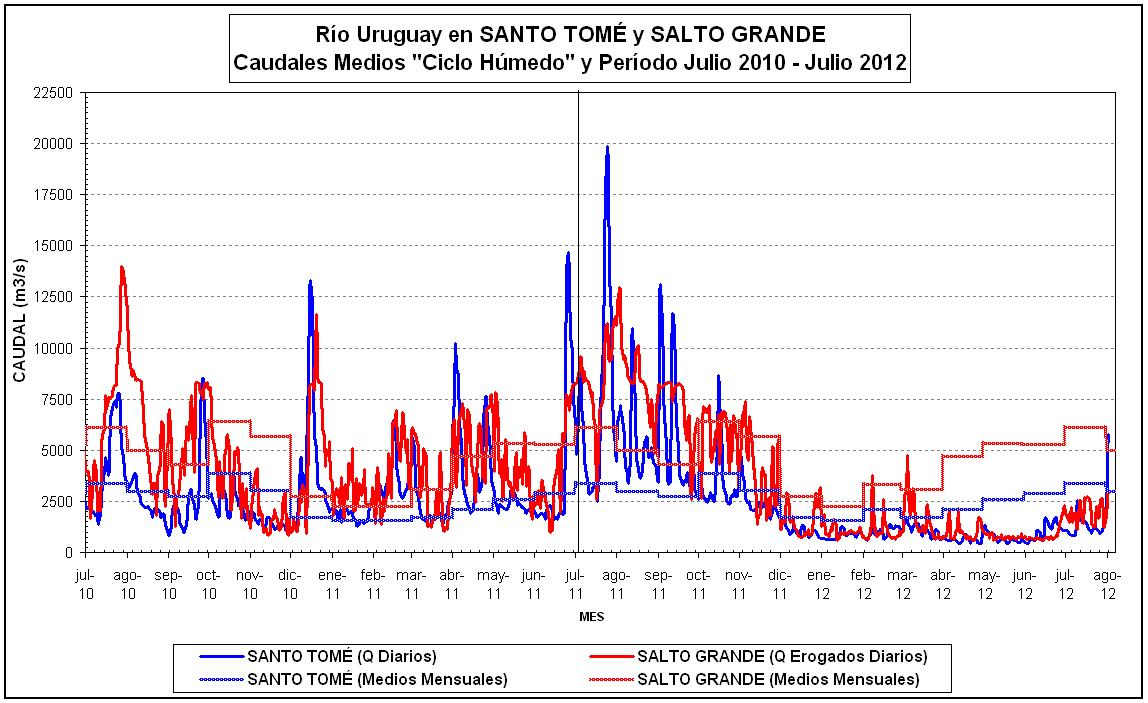 Río Uruguay en SANTO TOMÉ y SALTO GRANDE
Caudales Medios "Ciclo Húmedo" y Período Julio 2010 - Julio 2012
22500
20000
17500
15000
12500
10000
7500
5000
2500
0
CAUDAL (m3/s)
jul- ago- sep- oct- nov- dic- ene- feb- mar- abr- may- jun- jul- ago- sep- oct- nov- dic- ene- feb- mar- abr- may- jun- jul- ago-
10 10 10 10 10 10 11 11 11 11 11 11 11 11 11 11 11 11 12 12 12 12 12 12 12 12
MES
SANTO TOMÉ (Q Diarios) SALTO GRANDE (Q Erogados Diarios)
SANTO TOMÉ (Medios Mensuales) SALTO GRANDE (Medios Mensuales)